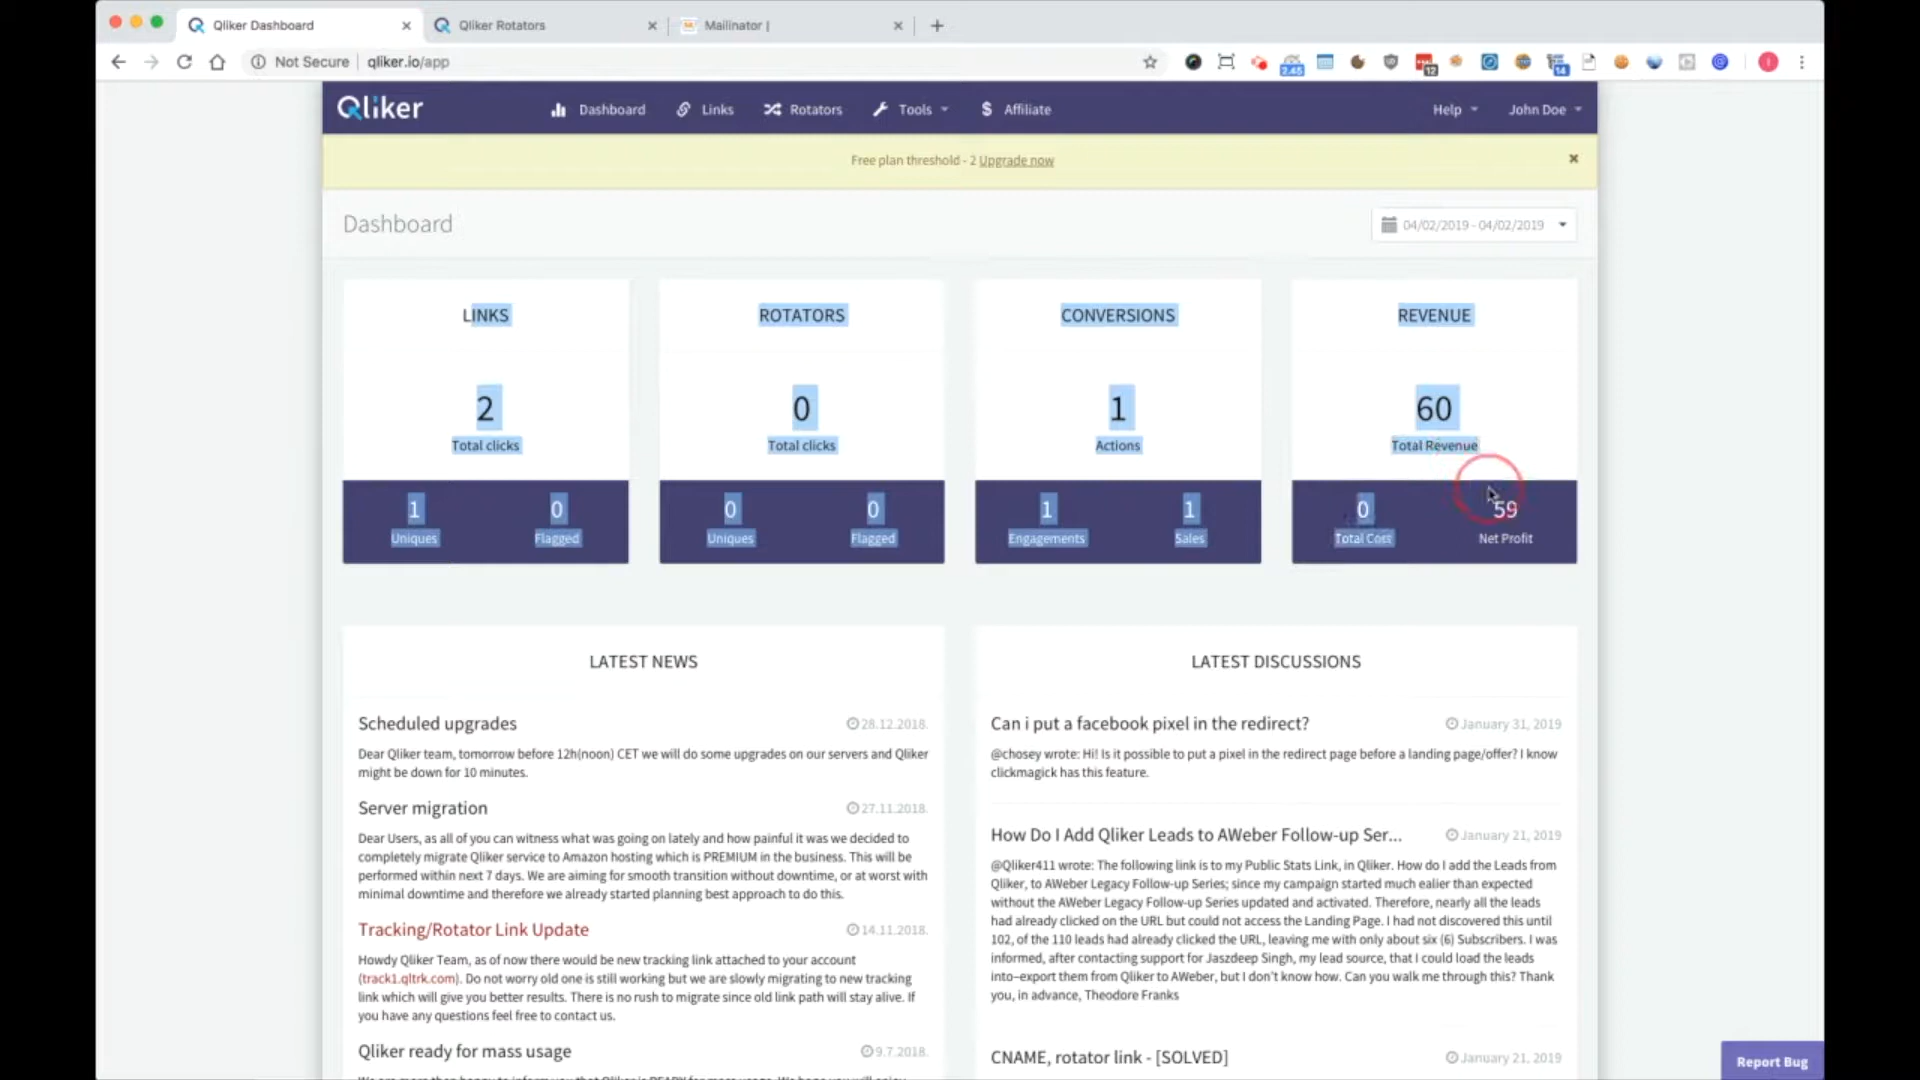 Qliker Dashboard
Qliker Rotators
Mailinator |
Not Secure | qliker.io/app
2.45
12
14
Qliker
Dashboard
Links
Rotators
Tools
Affiliate
Help
John Doe
Free plan threshold - 2 Upgrade now
Dashboard
04/02/2019 - 04/02/2019
LINKS
2
Total clicks
1
Uniques
0
Flagged
ROTATORS
0
Total clicks
0
Uniques
0
Flagged
CONVERSIONS
1
Actions
1
Engagements
1
Sales
REVENUE
60
Total Revenue
0
Total Cost
59
Net Profit
LATEST NEWS
Scheduled upgrades
28.12.2018.
Dear Qliker team, tomorrow before 12h(noon) CET we will do some upgrades on our servers and Qliker
might be down for 10 minutes.
Server migration
27.11.2018.
Dear Users, as all of you can witness what was going on lately and how painful it was we decided to
completely migrate Qliker service to Amazon hosting which is PREMIUM in the business. This will be
performed within next 7 days. We are aiming for smooth transition without downtime, or at worst with
minimal downtime and therefore we already started planning best approach to do this.
Tracking/Rotator Link Update
14.11.2018.
Howdy Qliker Team, as of now there would be new tracking link attached to your account
(track1.qltrk.com). Do not worry old one is still working but we are slowly migrating to new tracking
link which will give you better results. There is no rush to migrate since old link path will stay alive. If
you have any questions feel free to contact us.
Qliker ready for mass usage
9.7.2018.
LATEST DISCUSSIONS
Can i put a facebook pixel in the redirect?
January 31, 2019
@chosey wrote: Hi! Is it possible to put a pixel in the redirect page before a landing page/offer? I know
clickmagick has this feature.
How Do I Add Qliker Leads to AWeber Follow-up Ser...
January 21, 2019
@Qliker411 wrote: The following link is to my Public Stats Link, in Qliker. How do I add the Leads from
Qliker, to AWeber Legacy Follow-up Series; since my campaign started much ealier than expected
without the AWeber Legacy Follow-up Series updated and activated. Therefore, nearly all the leads
had already clicked on the URL but could not access the Landing Page. I had not discovered this until
102, of the 110 leads had already clicked the URL, leaving me with only about six (6) Subscribers. I was
informed, after contacting support for Jaszdeep Singh, my lead source, that I could load the leads
into–export them from Qliker to AWeber, but I don't know how. Can you walk me through this? Thank
you, in advance, Theodore Franks
CNAME, rotator link - [SOLVED]
January 21, 2019
Report Bug